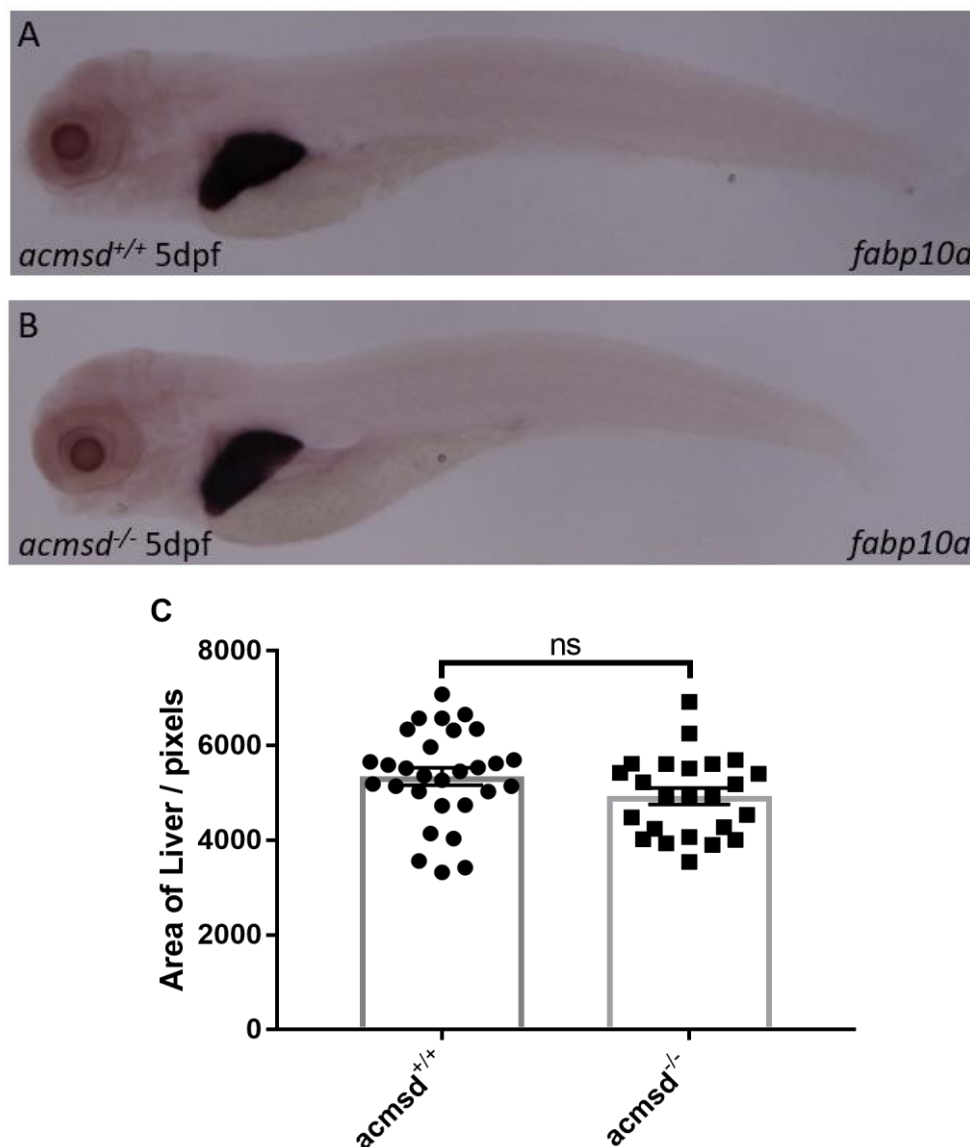 A
acmsd+/+ 5dpf
fabp10a
B
acmsd-/- 5dpf
fabp10a
C
ns
8000
6000
4000
2000
0
Area of Liver / pixels
acmsd+/+
acmsd-/-